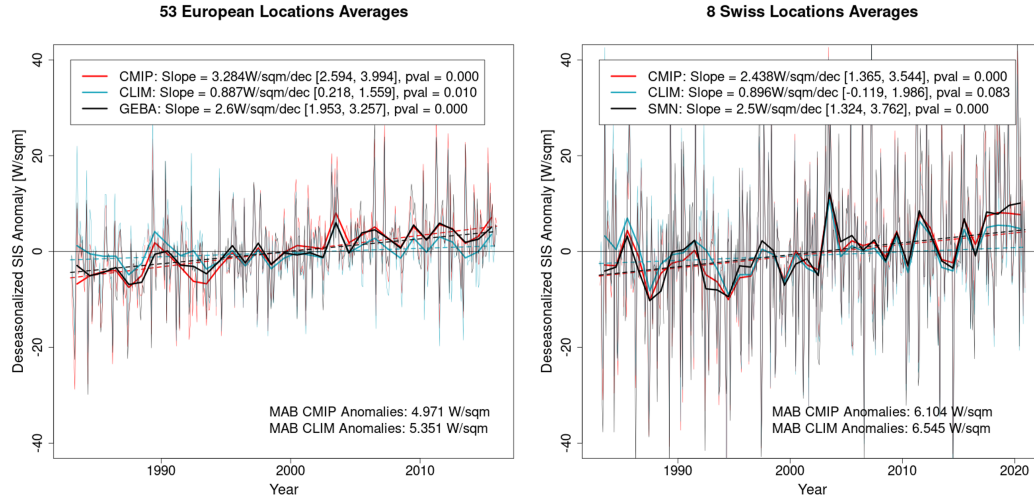 53 European Locations Averages
CMIP: Slope = 3.284W/sqm/dec [2.594, 3.994], pval = 0.000
CLIM: Slope = 0.887W/sqm/dec [0.218, 1.559], pval = 0.010
GEBA: Slope = 2.6W/sqm/dec [1.953, 3.257], pval = 0.000
Deseasonalized SIS Anomaly [W/sqm]
40
20
0
-20
-40
MAB CMIP Anomalies: 4.971 W/sqm
MAB CLIM Anomalies: 5.351 W/sqm
1990
2000
2010
Year
8 Swiss Locations Averages
CMIP: Slope = 2.438W/sqm/dec [1.365, 3.544], pval = 0.000
CLIM: Slope = 0.896W/sqm/dec [-0.119, 1.986], pval = 0.083
SMN: Slope = 2.5W/sqm/dec [1.324, 3.762], pval = 0.000
Deseasonalized SIS Anomaly [W/sqm]
40
20
0
-20
-40
MAB CMIP Anomalies: 6.104 W/sqm
MAB CLIM Anomalies: 6.545 W/sqm
1990
2000
2010
2020
Year